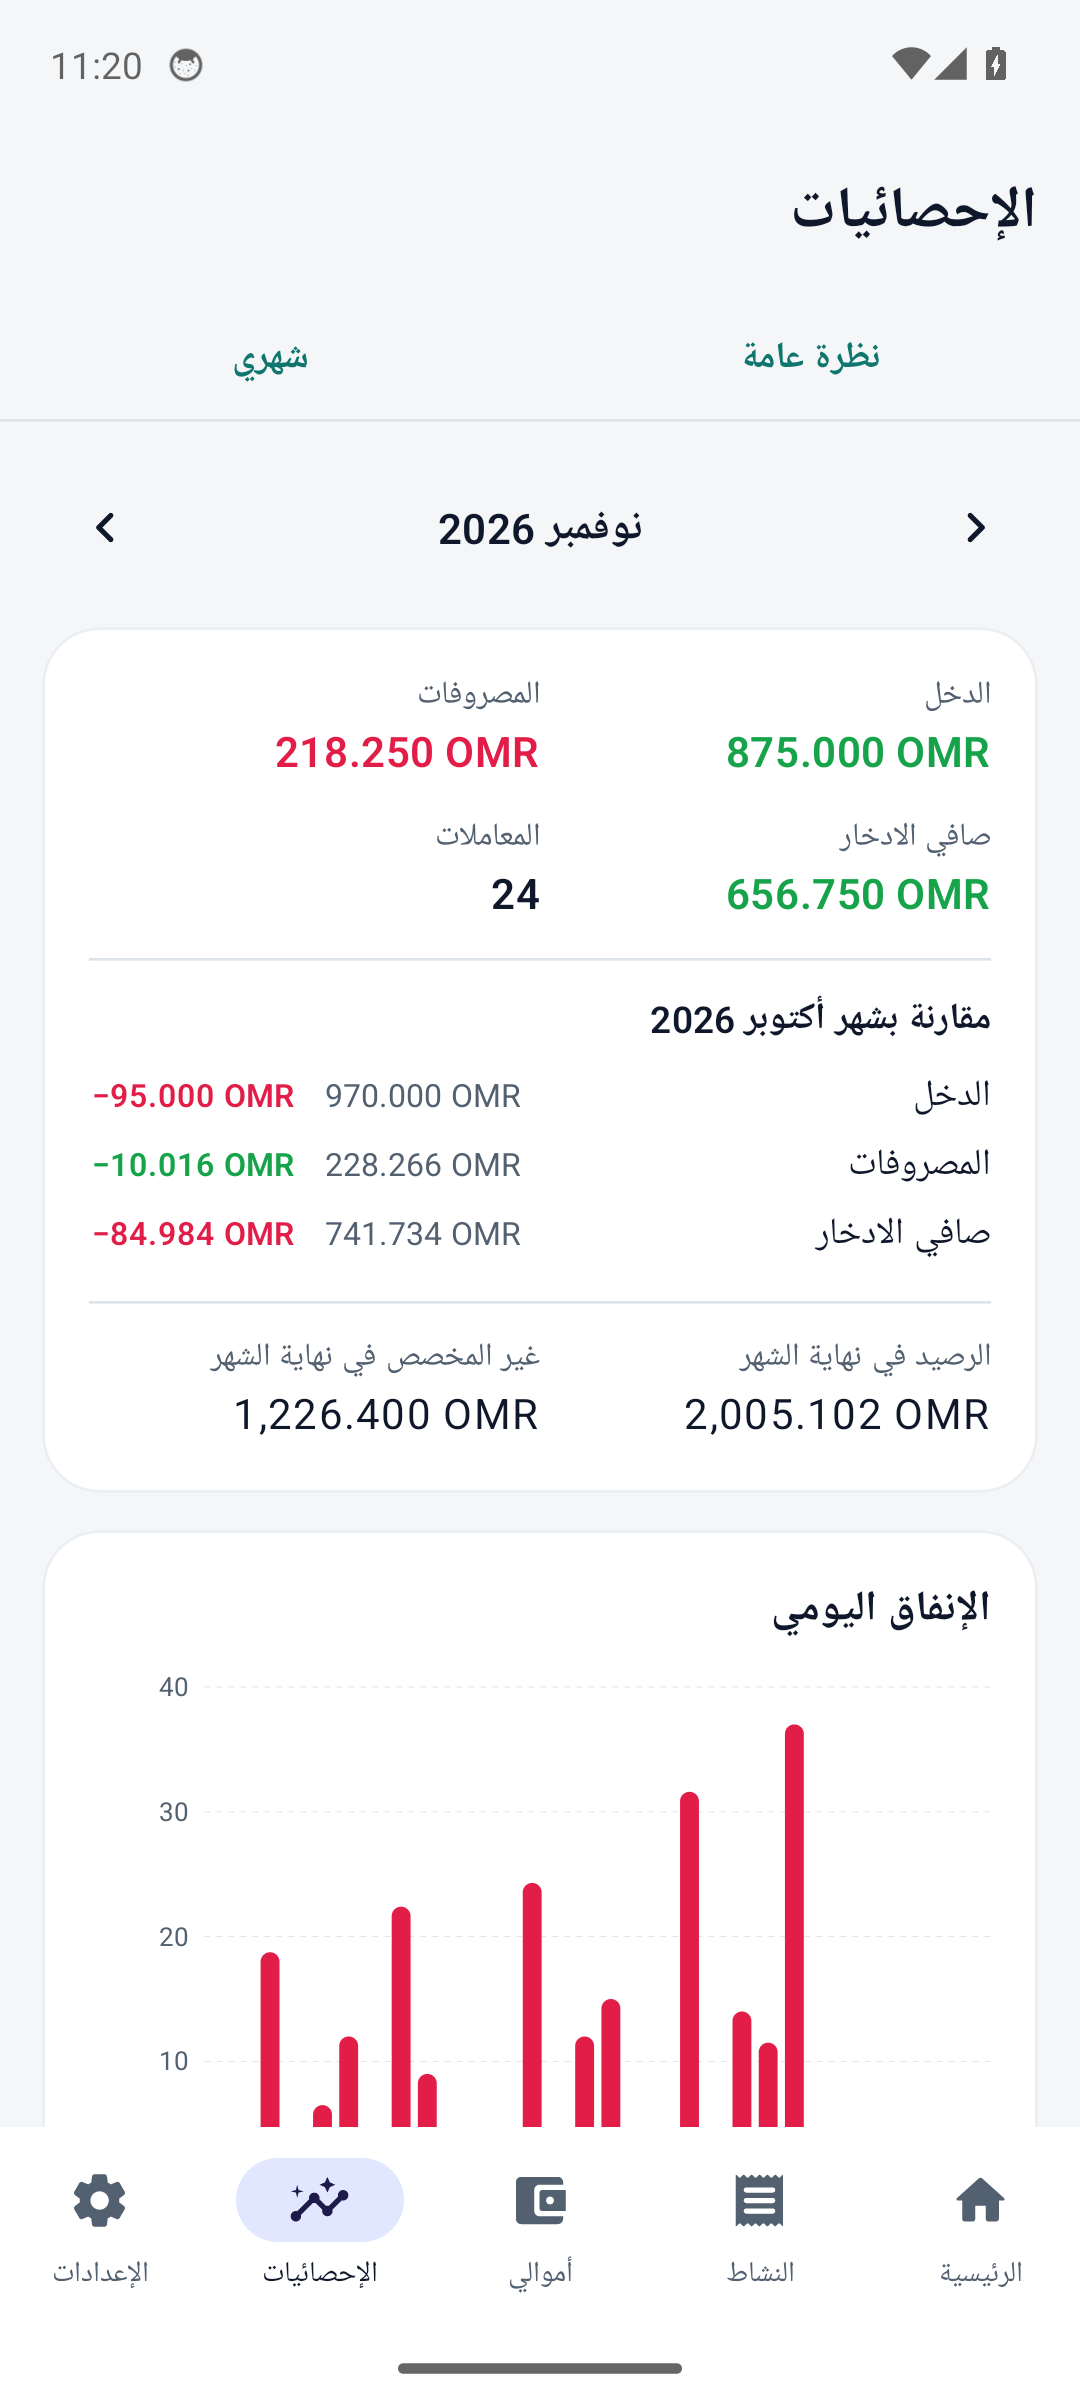 11:20
الإحصائيات
نظرة عامة
شهري
نوفمبر 2026
الدخل
المصروفات
875.000 OMR
218.250 OMR
صافي الادخار
المعاملات
656.750 OMR
24
مقارنة بشهر أكتوبر 2026
الدخل 970.000 OMR −95.000 OMR
المصروفات 228.266 OMR −10.016 OMR
صافي الادخار 741.734 OMR −84.984 OMR
الرصيد في نهاية الشهر
غير المخصص في نهاية الشهر
2,005.102 OMR
1,226.400 OMR
الإنفاق اليومي
40
30
20
10
الرئيسية
النشاط
أموالي
الإحصائيات
الإعدادات